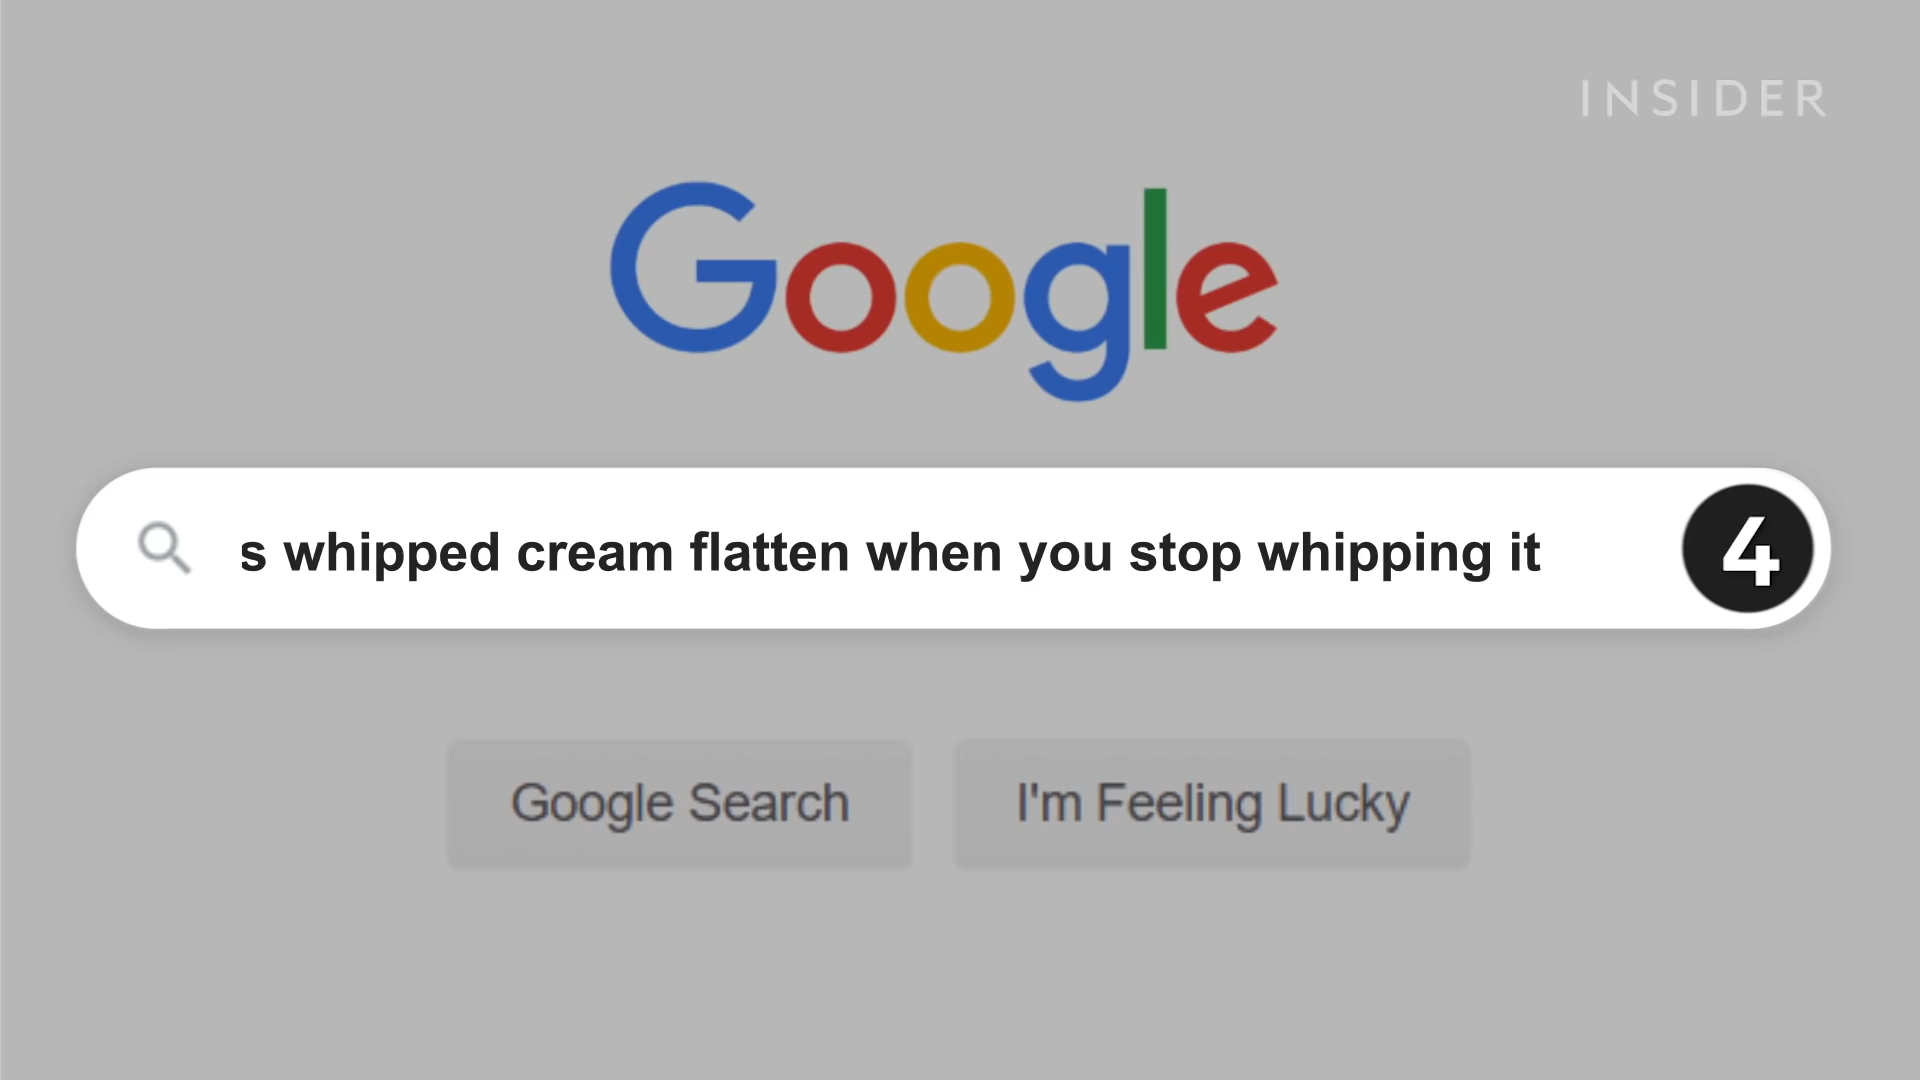 INSIDER
Google
s whipped cream flatten when you stop whipping it
4
Google Search
I'm Feeling Lucky